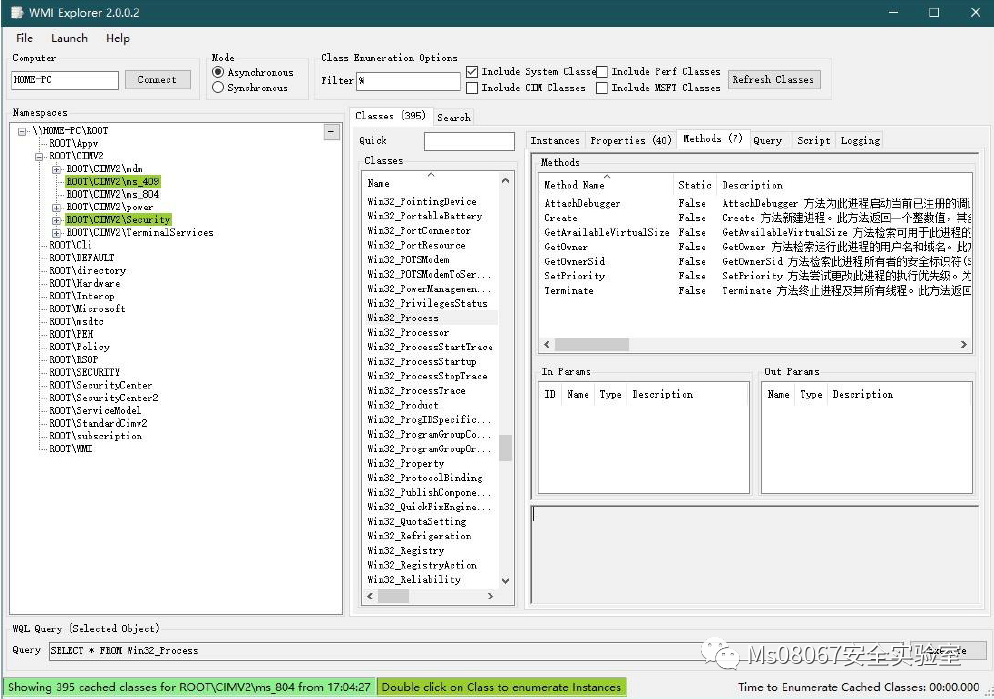 WMI Explorer 2.0.0.2
File Launch Help
Computer
HOME-PC
Connect
Mode
Asynchronous
Synchronous
Class Enumeration Options
Filter %
Include System Classe
Include Perf Classes
Include CIM Classes
Include MSFT Classes
Refresh Classes
Namespaces
\\HOME-PC\ROOT
ROOT\Appv
ROOT\CIMV2
ROOT\CIMV2\mdm
ROOT\CIMV2\ms_409
ROOT\CIMV2\ms_804
ROOT\CIMV2\power
ROOT\CIMV2\Security
ROOT\CIMV2\TerminalServices
ROOT\Cli
ROOT\DEFAULT
ROOT\directory
ROOT\Hardware
ROOT\Interop
ROOT\Microsoft
ROOT\msdtc
ROOT\PEH
ROOT\Policy
ROOT\RSOP
ROOT\SECURITY
ROOT\SecurityCenter
ROOT\SecurityCenter2
ROOT\ServiceModel
ROOT\StandardCimv2
ROOT\subscription
ROOT\WMI
Classes (395) Search
Quick
Classes
Name
Win32_PointingDevice
Win32_PortableBattery
Win32_PortConnector
Win32_PortResource
Win32_POTSModem
Win32_POTSModemToSer...
Win32_PowerManagemen...
Win32_PrivilegesStatus
Win32_Process
Win32_Processor
Win32_ProcessStartTrace
Win32_ProcessStartup
Win32_ProcessStopTrace
Win32_ProcessTrace
Win32_Product
Win32_ProgIDSpecific...
Win32_ProgramGroupCo...
Win32_ProgramGroupOr...
Win32_Property
Win32_ProtocolBinding
Win32_PublishCompone...
Win32_QuickFixEngine...
Win32_QuotaSetting
Win32_Refrigeration
Win32_Registry
Win32_RegistryAction
Win32_Reliability
Instances Properties (40) Methods (7) Query Script Logging
Methods
Method Name Static Description
AttachDebugger False AttachDebugger 方法为此进程启动当前已注册的调
Create False Create 方法新建进程。此方法返回一个整数值，其
GetAvailableVirtualSize False GetAvailableVirtualSize 方法检索可用于此进程的
GetOwner False GetOwner 方法检索运行此进程的用户名和域名。此
GetOwnerSid False GetOwnerSid 方法检索此进程所有者的安全标识符(S
SetPriority False SetPriority 方法尝试更改此进程的执行优先级。为
Terminate False Terminate 方法终止进程及其所有线程。此方法返回
In Params
ID Name Type Description
Out Params
Name Type Description
WQL Query (Selected Object)
Query SELECT * FROM Win32_Process
Ms08067安全实验室
Showing 395 cached classes for ROOT\CIMV2\ms_804 from 17:04:27
Double click on Class to enumerate Instances
Time to Enumerate Cached Classes: 00:00.000